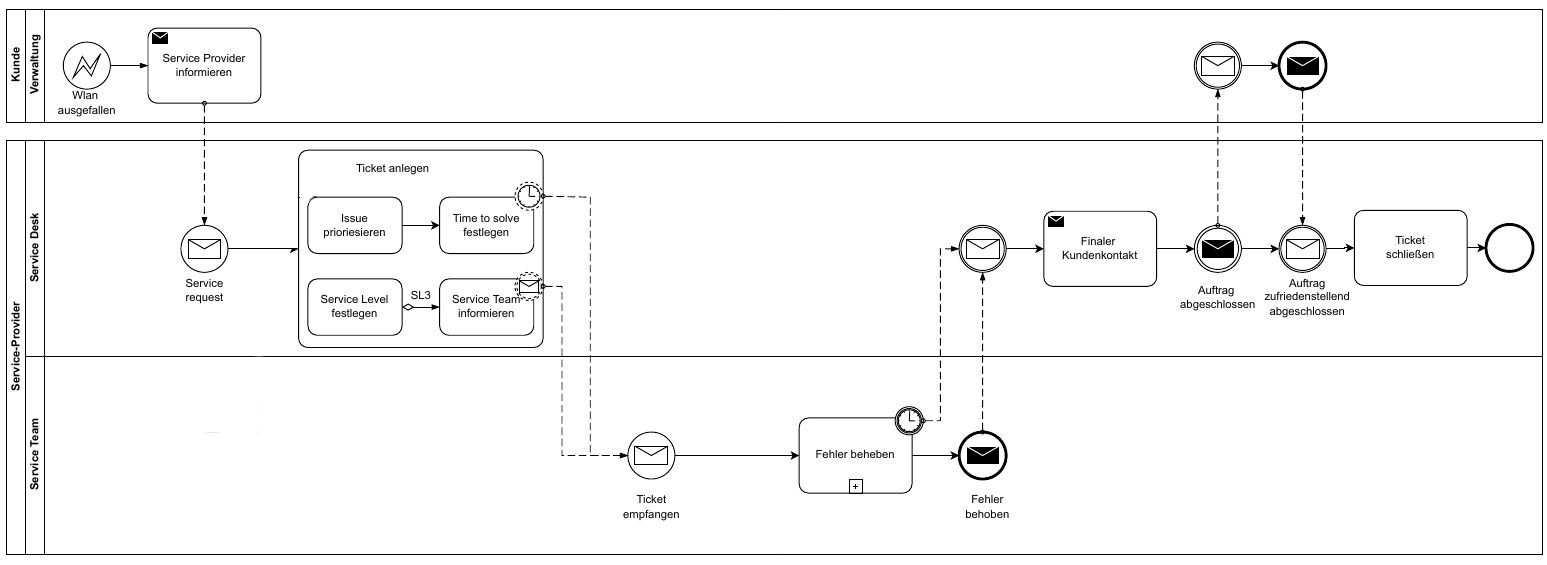 Kunde
Verwaltung
Wlan
ausgefallen
Service Provider
informieren
Service-Provider
Service Desk
Service
request
Ticket anlegen
Issue
prioriesieren
Time to solve
festlegen
Service Level
festlegen
SL3
Service Team
informieren
Finaler
Kundenkontakt
Auftrag
abgeschlossen
Auftrag
zufriedenstellend
abgeschlossen
Ticket
schließen
Service Team
Ticket
empfangen
Fehler beheben
Fehler
behoben